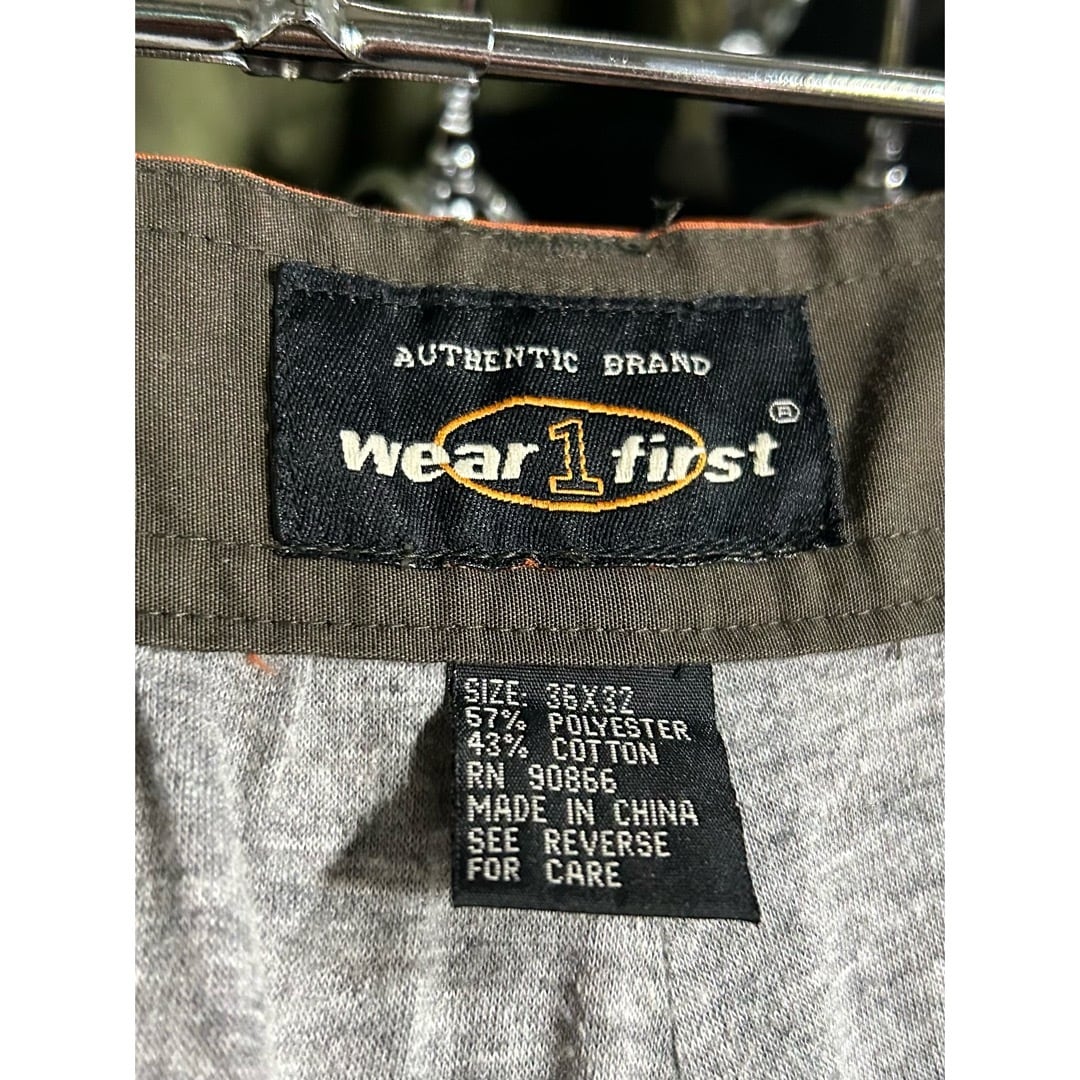 AUTHENTIC BRAND
wear 1 first ®
SIZE: 36X32
57% POLYESTER
43% COTTON
RN 90866
MADE IN CHINA
SEE REVERSE
FOR CARE